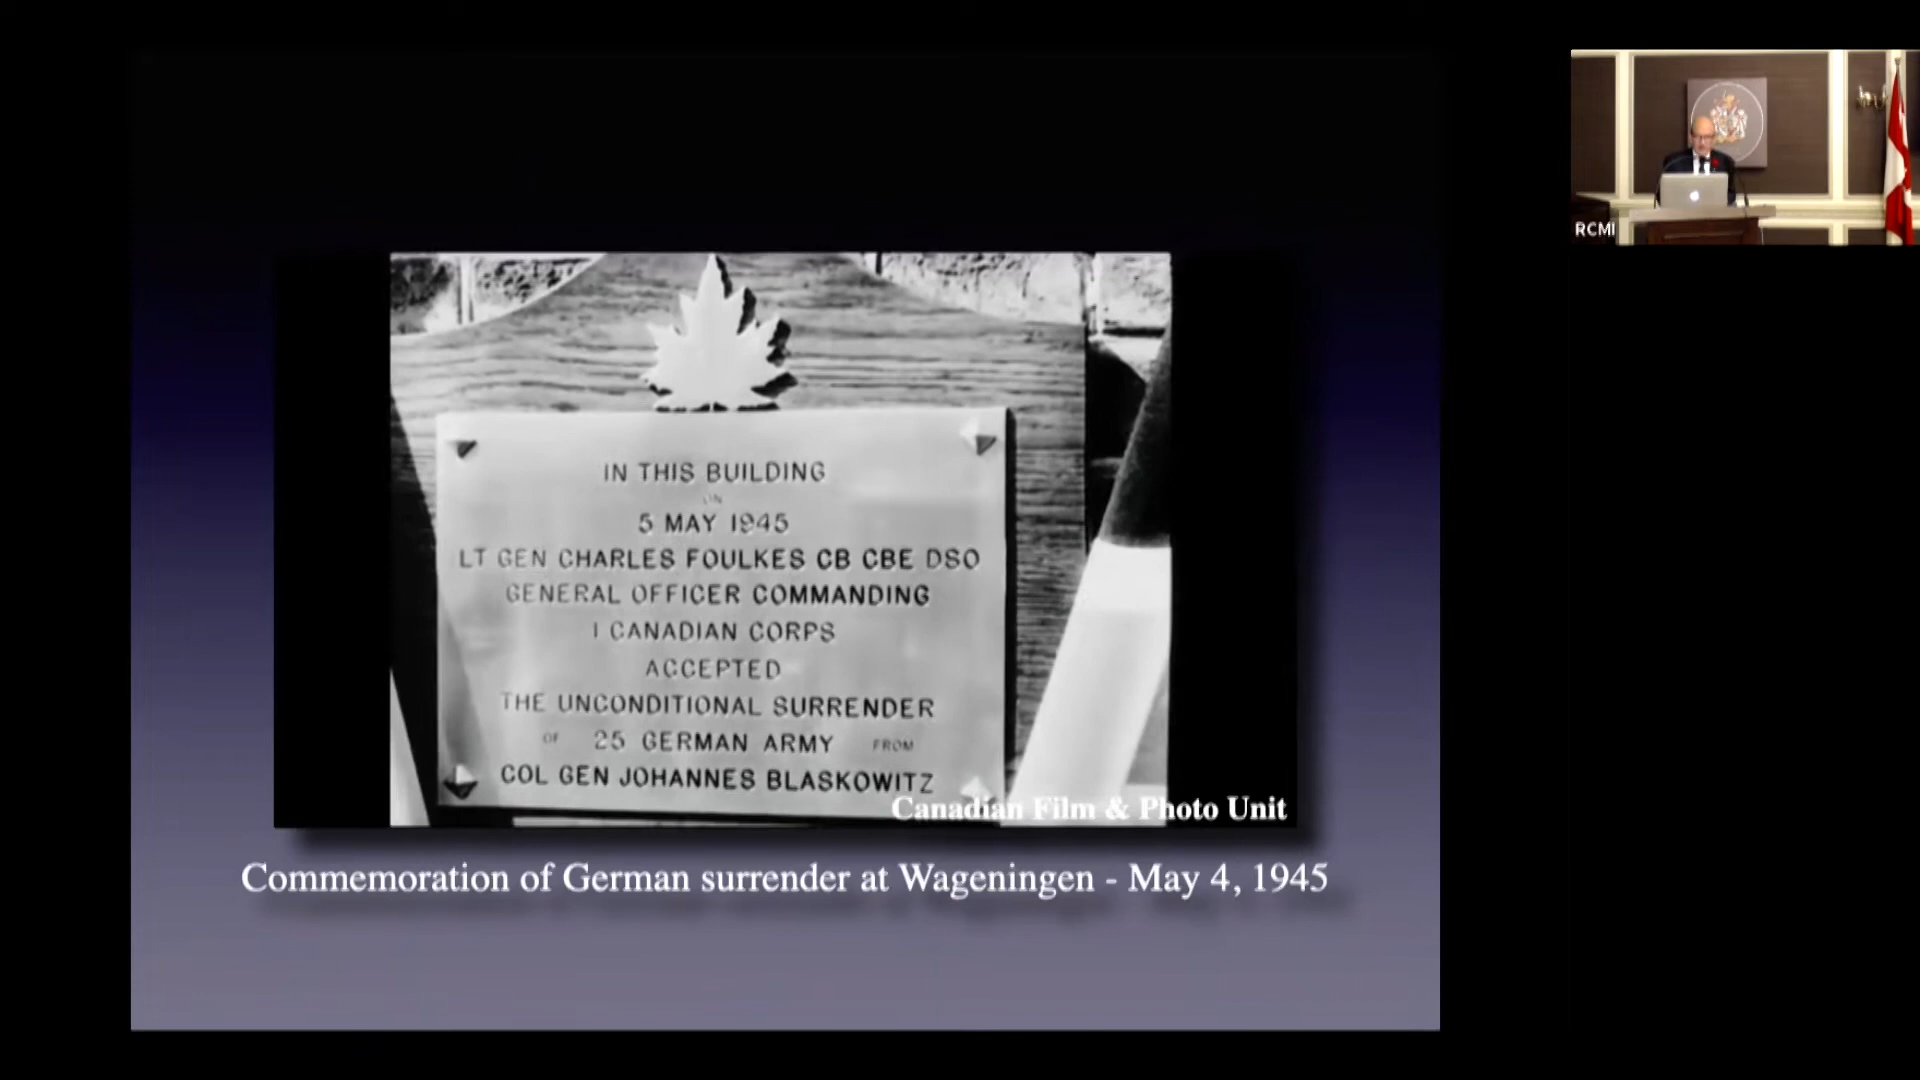 IN THIS BUILDING
ON
5 MAY 1945
LT GEN CHARLES FOULKES CB CBE DSO
GENERAL OFFICER COMMANDING
1 CANADIAN CORPS
ACCEPTED
THE UNCONDITIONAL SURRENDER
OF 25 GERMAN ARMY FROM
COL GEN JOHANNES BLASKOWITZ
Canadian Film & Photo Unit
Commemoration of German surrender at Wageningen - May 4, 1945
RCMI